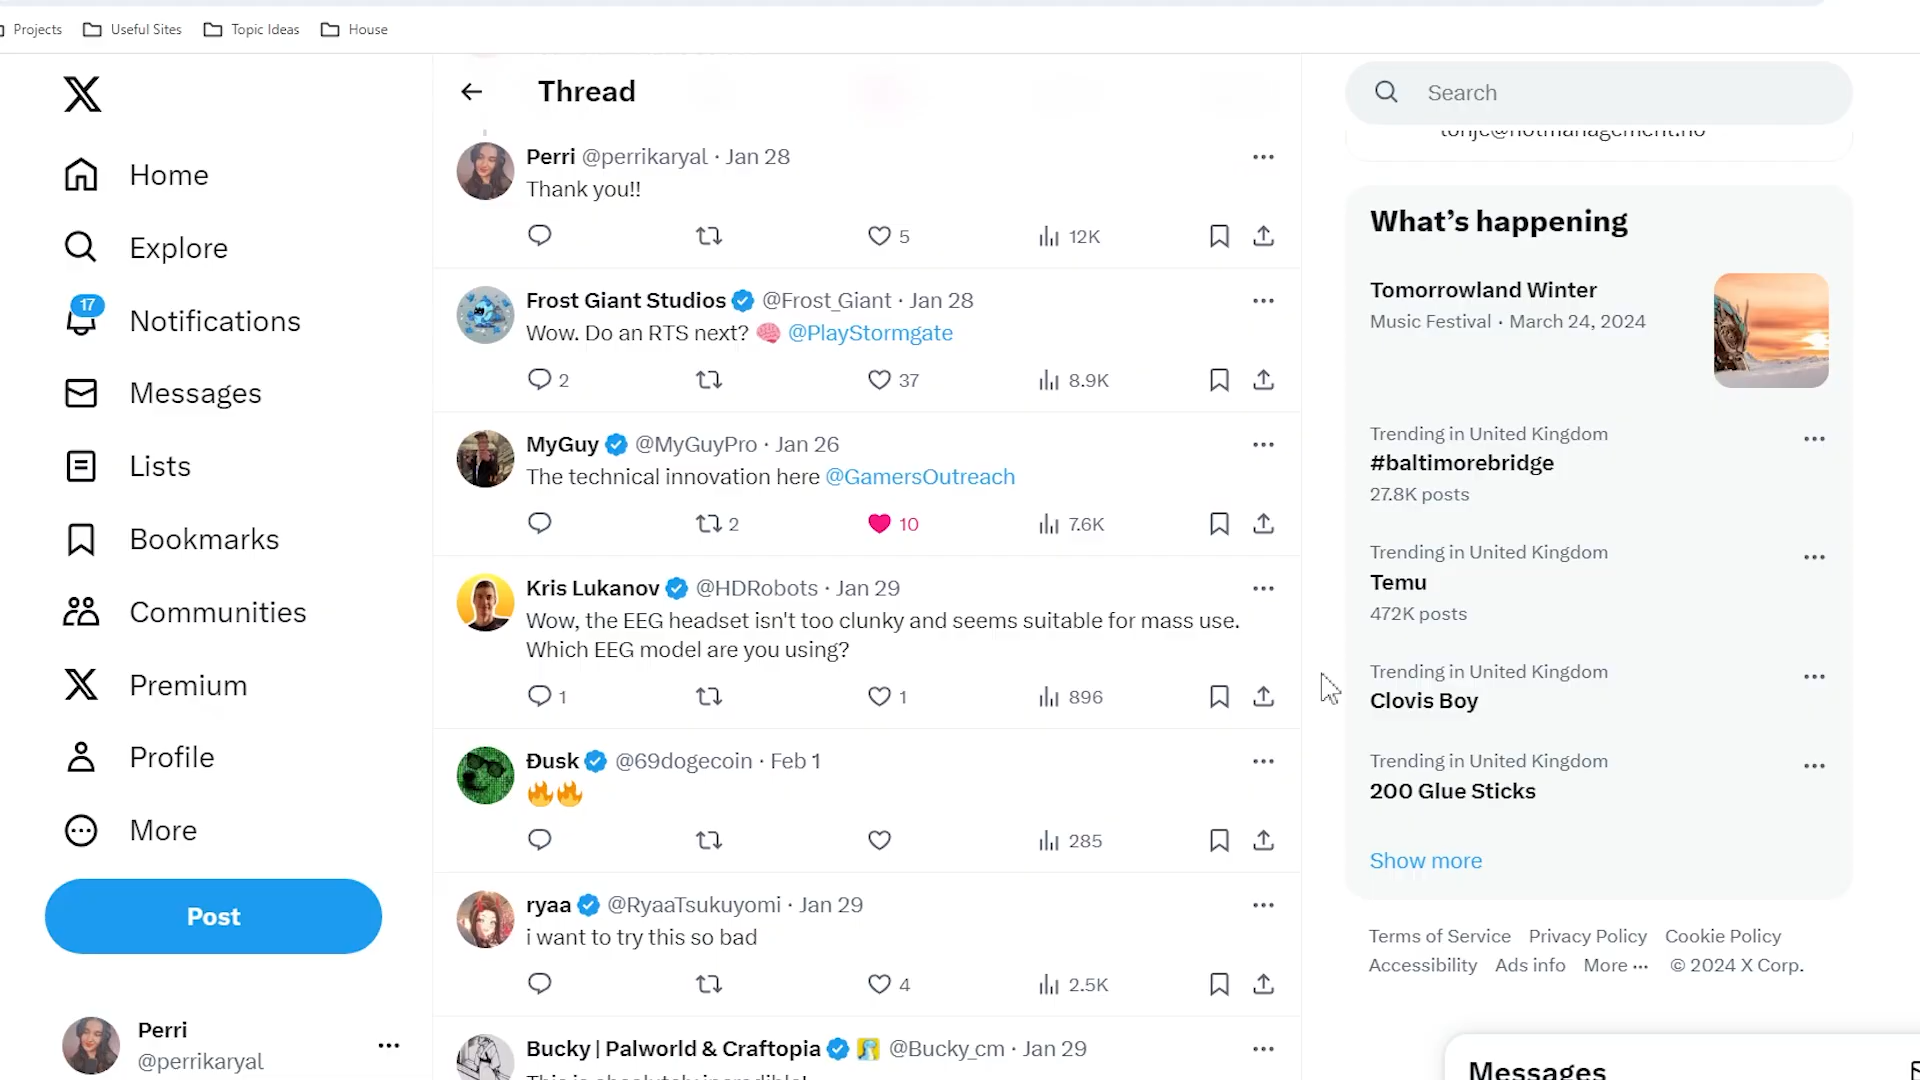 Projects
Useful Sites
Topic Ideas
House
Home
Explore
17
Notifications
Messages
Lists
Bookmarks
Communities
Premium
Profile
More
Post
Perri
@perrikaryal
Thread
Perri @perrikaryal · Jan 28
Thank you!!
5
12K
Frost Giant Studios @Frost_Giant · Jan 28
Wow. Do an RTS next? 🧠 @PlayStormgate
2
37
8.9K
MyGuy @MyGuyPro · Jan 26
The technical innovation here @GamersOutreach
2
10
7.6K
Kris Lukanov @HDRobots · Jan 29
Wow, the EEG headset isn't too clunky and seems suitable for mass use.
Which EEG model are you using?
1
1
896
Đusk @69dogecoin · Feb 1
🔥🔥
285
ryaa @RyaaTsukuyomi · Jan 29
i want to try this so bad
4
2.5K
Bucky | Palworld & Craftopia @Bucky_cm · Jan 29
This is absolutely incredible!
Search
tonje@notmanagement.no
What's happening
Tomorrowland Winter
Music Festival · March 24, 2024
Trending in United Kingdom
#baltimorebridge
27.8K posts
Trending in United Kingdom
Temu
472K posts
Trending in United Kingdom
Clovis Boy
Trending in United Kingdom
200 Glue Sticks
Show more
Terms of Service Privacy Policy Cookie Policy
Accessibility Ads info More ··· © 2024 X Corp.
Messages